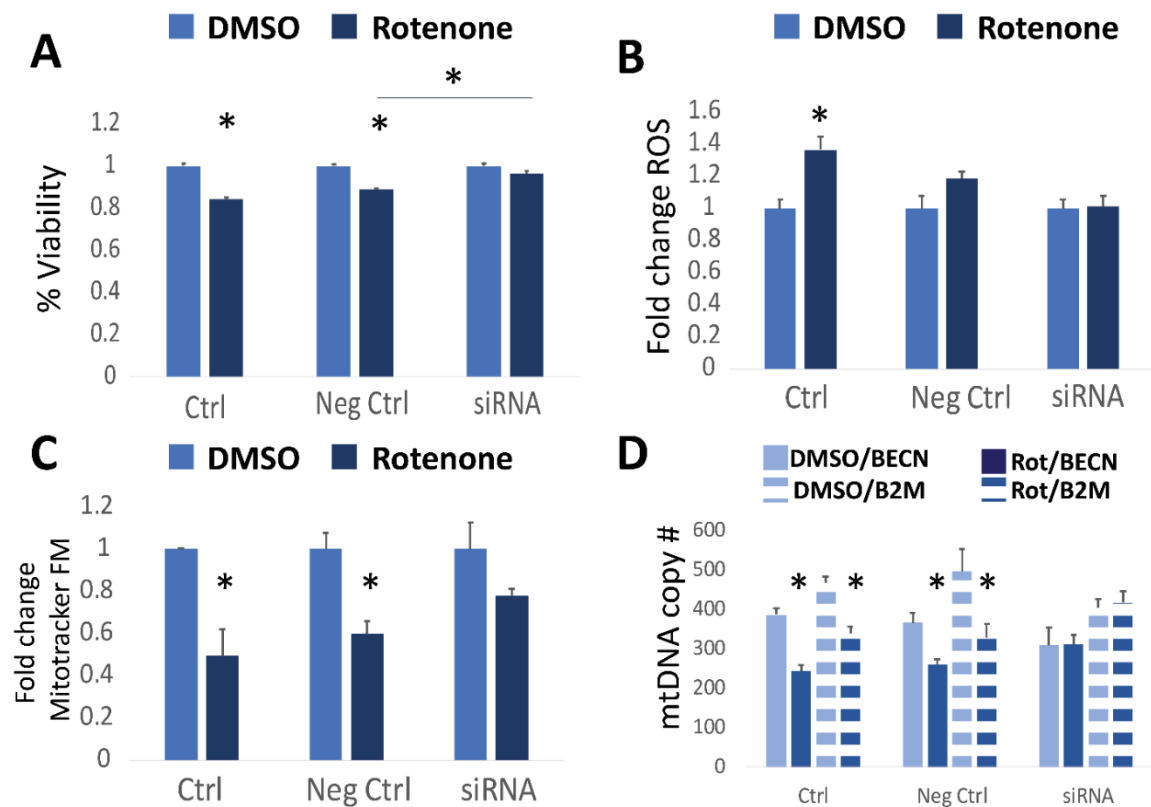 A
DMSO Rotenone
*
* *
% Viability
1.2
1
0.8
0.6
0.4
0.2
0
Ctrl Neg Ctrl siRNA
B
DMSO Rotenone
*
Fold change ROS
1.6
1.4
1.2
1
0.8
0.6
0.4
0.2
0
Ctrl Neg Ctrl siRNA
C
DMSO Rotenone
* *
Fold change
Mitotracker FM
1.2
1
0.8
0.6
0.4
0.2
0
Ctrl Neg Ctrl siRNA
D
DMSO/BECN Rot/BECN
DMSO/B2M Rot/B2M
* * * *
mtDNA copy #
600
500
400
300
200
100
0
Ctrl Neg Ctrl siRNA